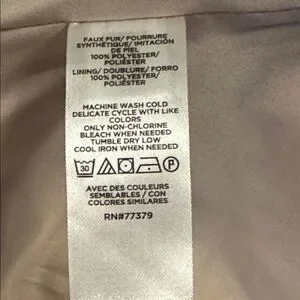 FAUX FUR/ FOURRURE
SYNTHÉTIQUE/ IMITACIÓN
DE PIEL
100% POLYESTER/
POLIÉSTER
LINING/ DOUBLURE/ FORRO
100% POLYESTER/
POLIÉSTER
MACHINE WASH COLD
DELICATE CYCLE WITH LIKE
COLORS
ONLY NON-CHLORINE
BLEACH WHEN NEEDED
TUMBLE DRY LOW
COOL IRON WHEN NEEDED
30 P
AVEC DES COULEURS
SEMBLABLES / CON
COLORES SIMILARES
RN#77379